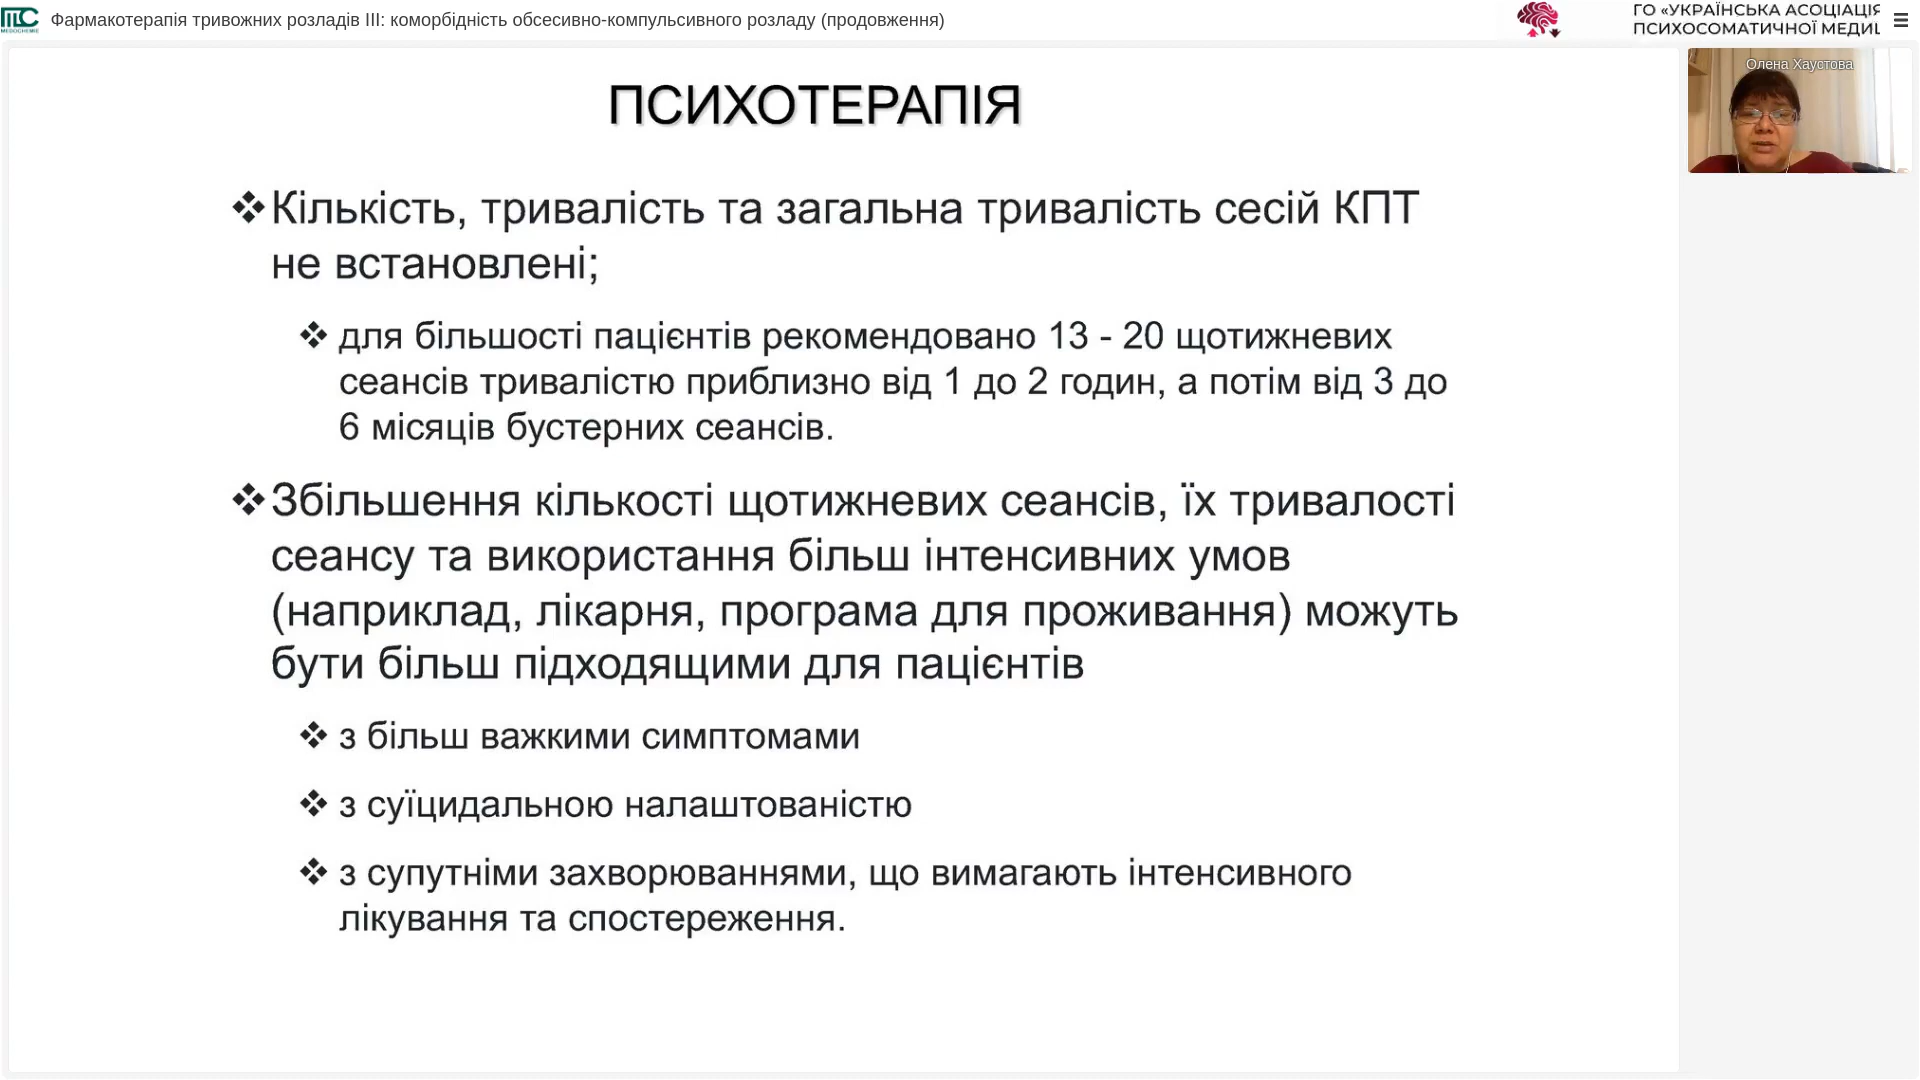 Фармакотерапія тривожних розладів III: коморбідність обсесивно-компульсивного розладу (продовження)
ГО «УКРАЇНСЬКА АСОЦІАЦІЯ
ПСИХОСОМАТИЧНОЇ
MEDOCHEMIE
Олена Хаустова
ПСИХОТЕРАПІЯ
❖Кількість, тривалість та загальна тривалість сесій КПТ
не встановлені;
❖ для більшості пацієнтів рекомендовано 13 - 20 щотижневих
сеансів тривалістю приблизно від 1 до 2 годин, а потім від 3 до
6 місяців бустерних сеансів.
❖Збільшення кількості щотижневих сеансів, їх тривалості
сеансу та використання більш інтенсивних умов
(наприклад, лікарня, програма для проживання) можуть
бути більш підходящими для пацієнтів
❖ з більш важкими симптомами
❖ з суїцидальною налаштованістю
❖ з супутніми захворюваннями, що вимагають інтенсивного
лікування та спостереження.